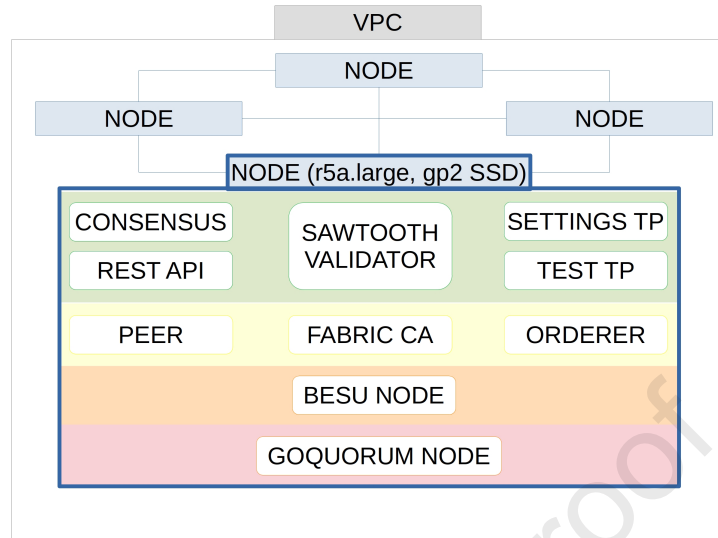 VPC
NODE
NODE
NODE
NODE (r5a.large, gp2 SSD)
CONSENSUS
SAWTOOTH
VALIDATOR
SETTINGS TP
REST API
TEST TP
PEER
FABRIC CA
ORDERER
BESU NODE
GOQUORUM NODE
roof